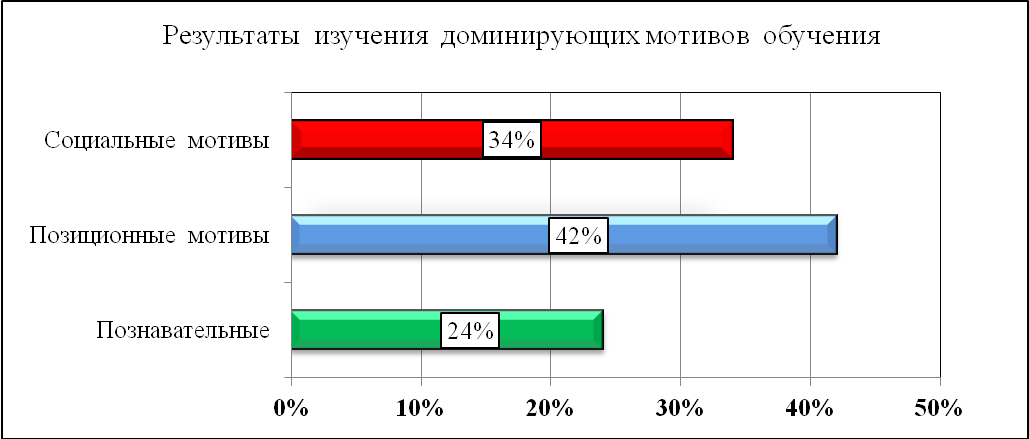 Результаты изучения доминирующих мотивов обучения
Социальные мотивы
34%
Позиционные мотивы
42%
Познавательные
24%
0% 10% 20% 30% 40% 50%